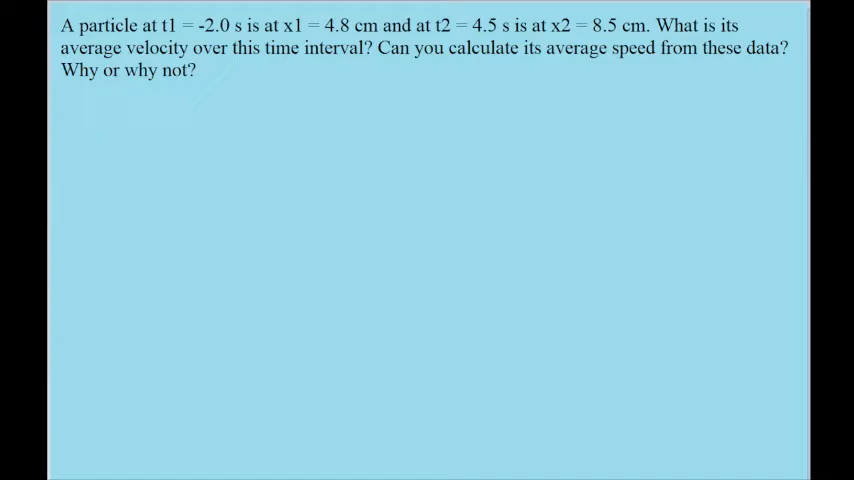 A particle at t1 = -2.0 s is at x1 = 4.8 cm and at t2 = 4.5 s is at x2 = 8.5 cm. What is its
average velocity over this time interval? Can you calculate its average speed from these data?
Why or why not?